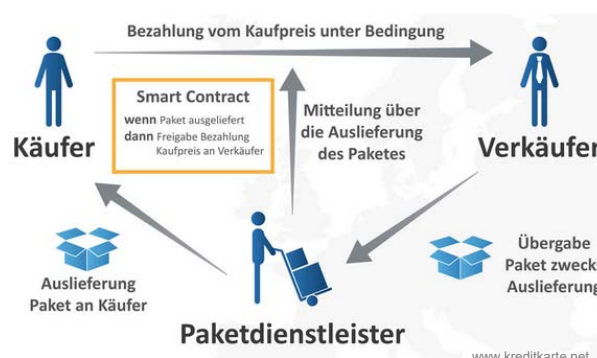 Bezahlung vom Kaufpreis unter Bedingung
Smart Contract
wenn Paket ausgeliefert
dann Freigabe Bezahlung
Kaufpreis an Verkäufer
Mitteilung über
die Auslieferung
des Paketes
Käufer
Verkäufer
Auslieferung
Paket an Käufer
Übergabe
Paket zwecks
Auslieferung
Paketdienstleister
www.kreditkarte.net